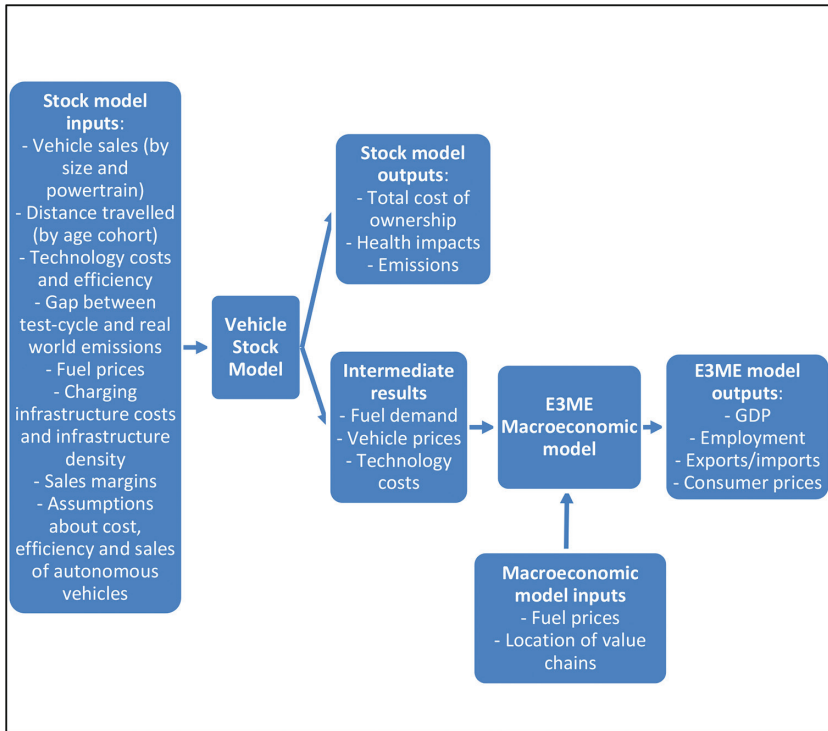 Stock model
inputs:
- Vehicle sales (by
size and
powertrain)
- Distance travelled
(by age cohort)
- Technology costs
and efficiency
- Gap between
test-cycle and real
world emissions
- Fuel prices
- Charging
infrastructure costs
and infrastructure
density
- Sales margins
- Assumptions
about cost,
efficiency and sales
of autonomous
vehicles
Vehicle
Stock
Model
Stock model
outputs:
- Total cost of
ownership
- Health impacts
- Emissions
Intermediate
results
- Fuel demand
- Vehicle prices
- Technology
costs
E3ME
Macroeconomic
model
E3ME model
outputs:
- GDP
- Employment
- Exports/imports
- Consumer prices
Macroeconomic
model inputs
- Fuel prices
- Location of value
chains